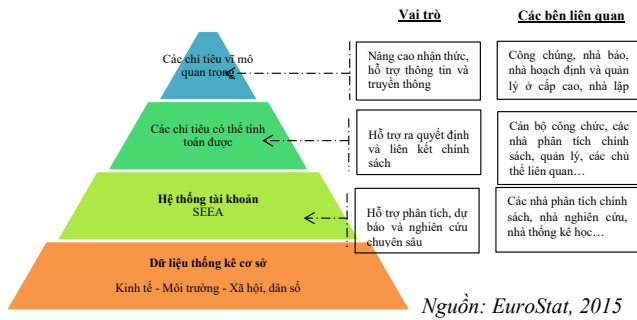 Vai trò
Các bên liên quan
Các chỉ tiêu vĩ mô
quan trọng
Nâng cao nhận thức,
hỗ trợ thông tin và
truyền thông
Công chúng, nhà báo,
nhà hoạch định và quản
lý ở cấp cao, nhà lập
Các chỉ tiêu có thể tính
toán được
Hỗ trợ ra quyết định
và liên kết chính
sách
Cán bộ công chức, các
nhà phân tích chính
sách, quản lý, các chủ
thể liên quan…
Hệ thống tài khoản
SEEA
Hỗ trợ phân tích, dự
báo và nghiên cứu
chuyên sâu
Các nhà phân tích chính
sách, nhà nghiên cứu,
nhà thống kê học…
Dữ liệu thống kê cơ sở
Kinh tế - Môi trường - Xã hội, dân số
Nguồn: EuroStat, 2015